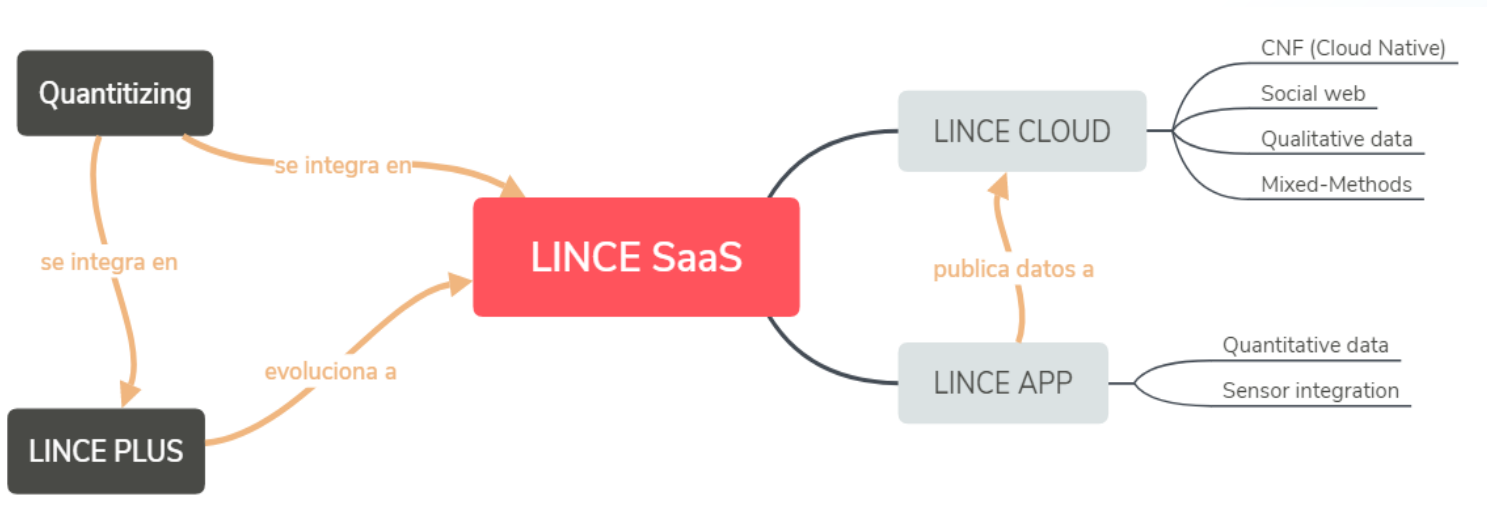 Quantitizing
se integra en
se integra en
LINCE PLUS
evoluciona a
LINCE SaaS
LINCE CLOUD
CNF (Cloud Native)
Social web
Qualitative data
Mixed-Methods
publica datos a
LINCE APP
Quantitative data
Sensor integration